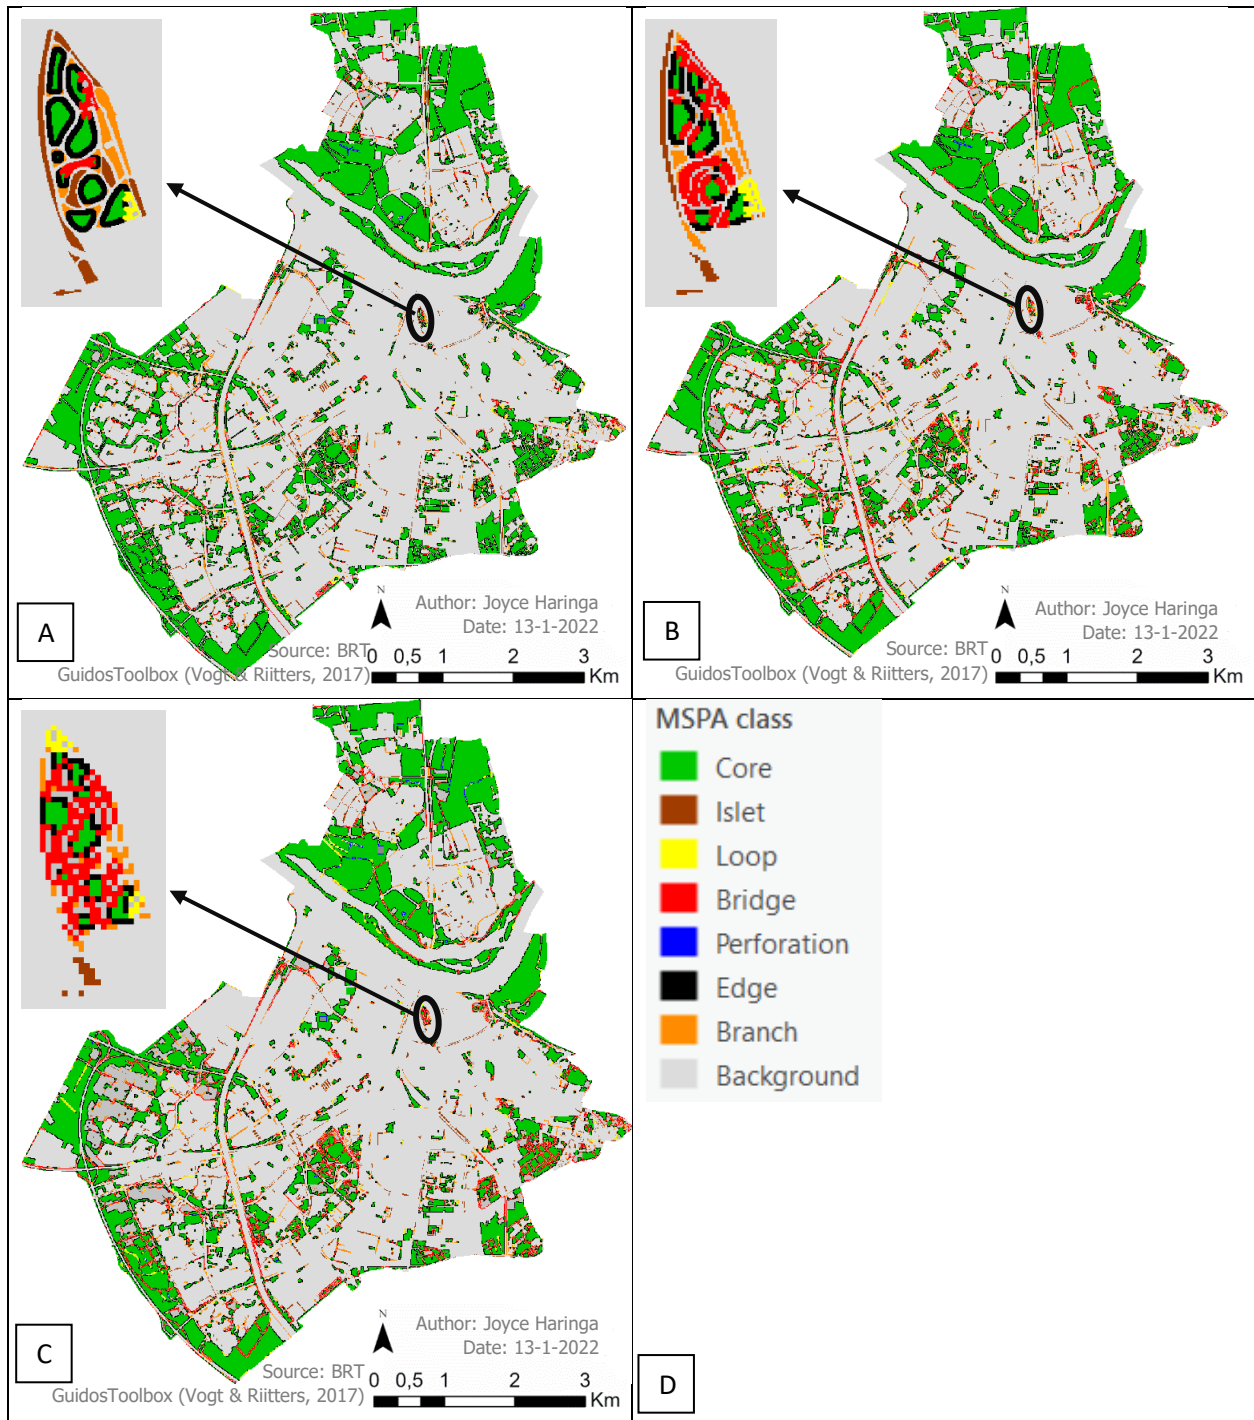 N
A
Author: Joyce Haringa
Date: 13-1-2022
Source: BRT
GuidosToolbox (Vogt & Riitters, 2017)
0 0,5 1 2 3
Km
N
B
Author: Joyce Haringa
Date: 13-1-2022
Source: BRT
GuidosToolbox (Vogt & Riitters, 2017)
0 0,5 1 2 3
Km
N
C
Author: Joyce Haringa
Date: 13-1-2022
Source: BRT
GuidosToolbox (Vogt & Riitters, 2017)
0 0,5 1 2 3
Km
MSPA class
Core
Islet
Loop
Bridge
Perforation
Edge
Branch
Background
D